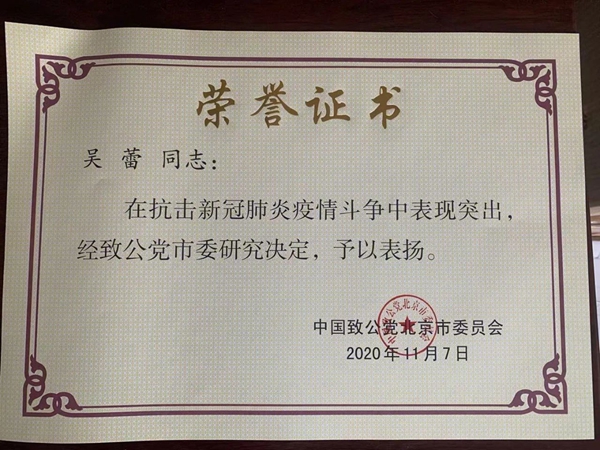 荣誉证书
吴蕾 同志：
在抗击新冠肺炎疫情斗争中表现突出，
经致公党市委研究决定，予以表扬。
中国致公党北京市委员会
2020年11月7日